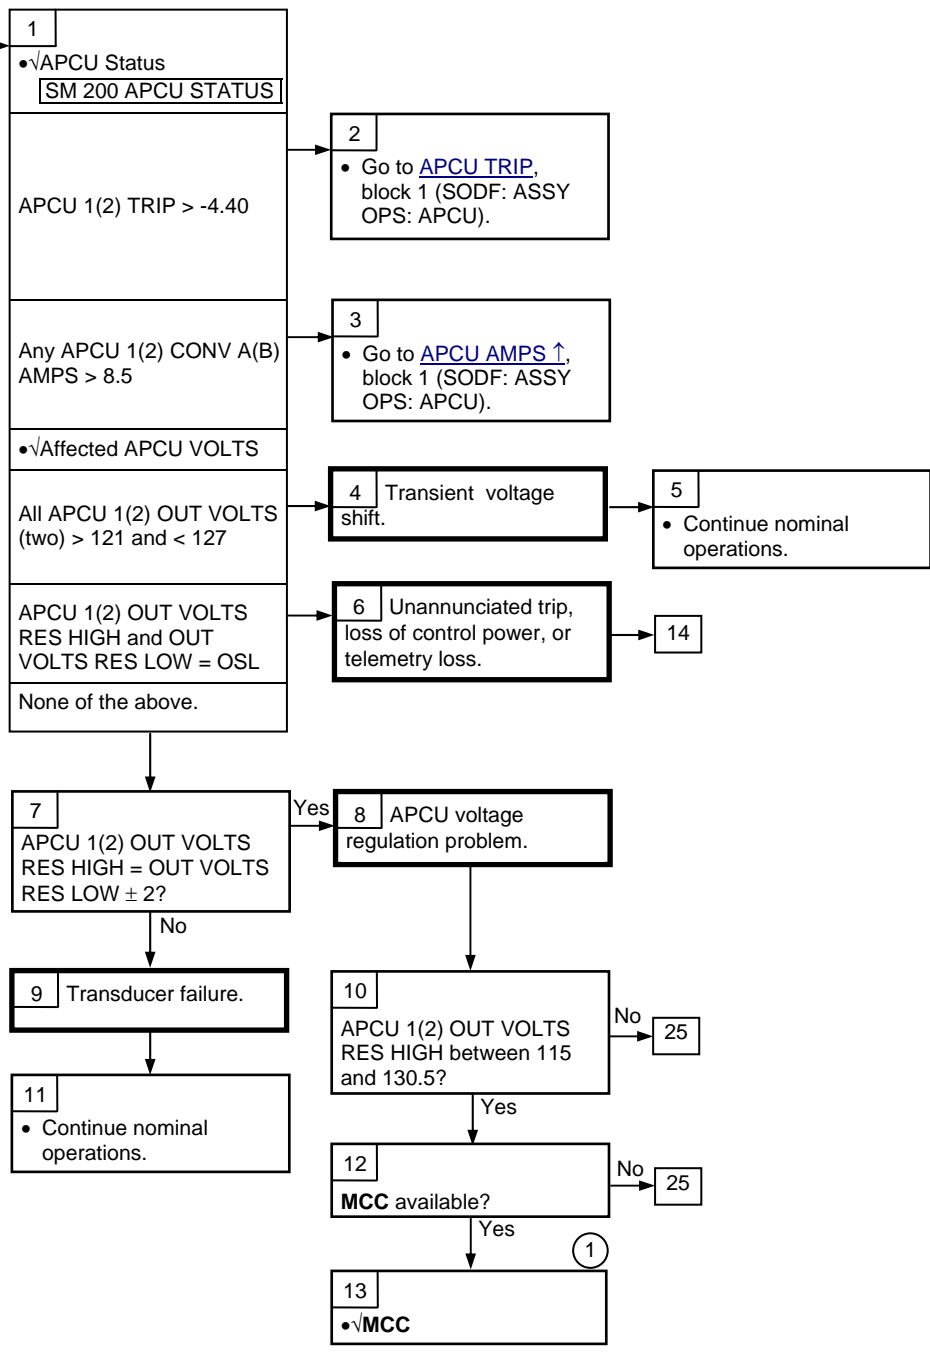 1
•√APCU Status
SM 200 APCU STATUS
APCU 1(2) TRIP > -4.40
2
• Go to APCU TRIP,
block 1 (SODF: ASSY
OPS: APCU).
Any APCU 1(2) CONV A(B)
AMPS > 8.5
3
• Go to APCU AMPS ↑,
block 1 (SODF: ASSY
OPS: APCU).
•√Affected APCU VOLTS
All APCU 1(2) OUT VOLTS
(two) > 121 and < 127
4 Transient voltage
shift.
5
• Continue nominal
operations.
APCU 1(2) OUT VOLTS
RES HIGH and OUT
VOLTS RES LOW = OSL
6 Unannunciated trip,
loss of control power, or
telemetry loss.
14
None of the above.
7
APCU 1(2) OUT VOLTS
RES HIGH = OUT VOLTS
RES LOW ± 2?
Yes
8 APCU voltage
regulation problem.
No
9 Transducer failure.
10
APCU 1(2) OUT VOLTS
RES HIGH between 115
and 130.5?
No
25
11
• Continue nominal
operations.
Yes
12
MCC available?
No
25
Yes
1
13
•√MCC